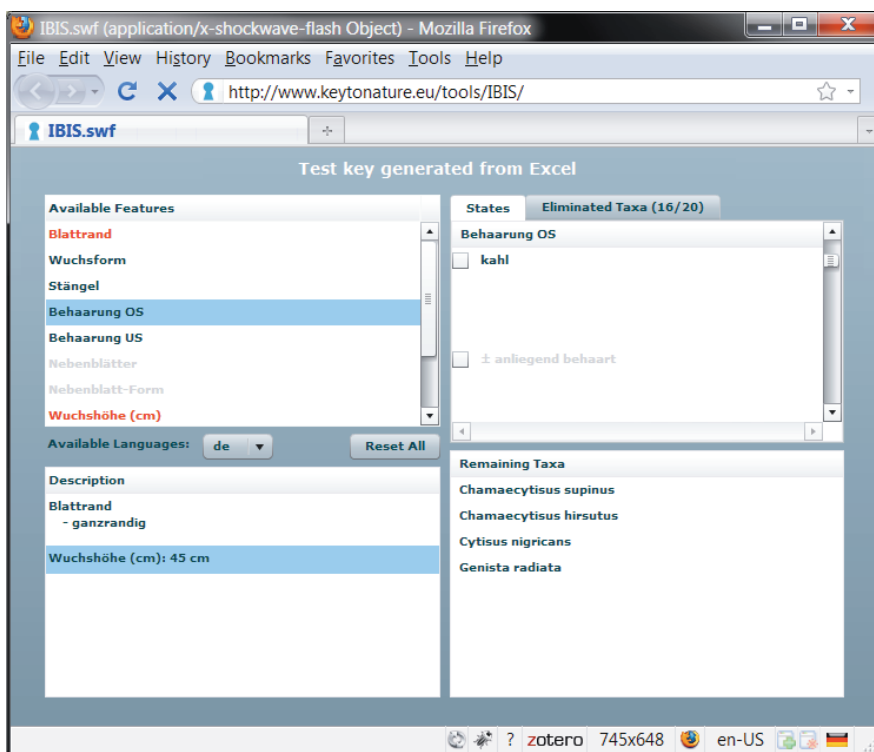 IBIS.swf (application/x-shockwave-flash Object) - Mozilla Firefox
File Edit View History Bookmarks Favorites Tools Help
http://www.keytonature.eu/tools/IBIS/
IBIS.swf
Test key generated from Excel
Available Features
Blattrand
Wuchsform
Stängel
Behaarung OS
Behaarung US
Nebenblätter
Nebenblatt-Form
Wuchshöhe (cm)
Available Languages: de Reset All
Description
Blattrand
- ganzrandig
Wuchshöhe (cm): 45 cm
States Eliminated Taxa (16/20)
Behaarung OS
kahl
± anliegend behaart
Remaining Taxa
Chamaecytisus supinus
Chamaecytisus hirsutus
Cytisus nigricans
Genista radiata
? zotero 745x648 en-US